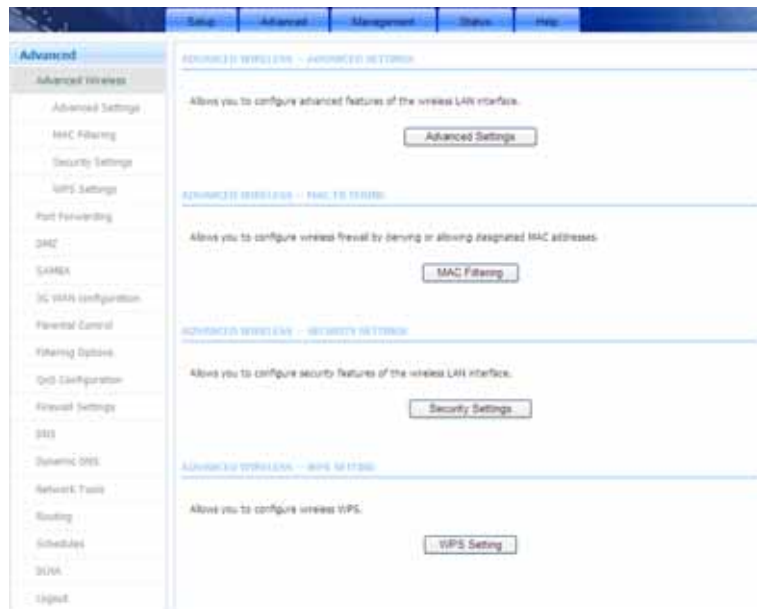 Setup Advanced Management Status Help
Advanced
Advanced Wireless
Advanced Settings
MAC Filtering
Security Settings
WPS Settings
Port Forwarding
DMZ
SAMBA
3G WAN configuration
Parental Control
Filtering Options
QoS Configuration
Firewall Settings
DNS
Dynamic DNS
Network Tools
Routing
Schedules
DLNA
Logout
ADVANCED WIRELESS -- ADVANCED SETTINGS
Allows you to configure advanced features of the wireless LAN interface.
Advanced Settings
ADVANCED WIRELESS -- MAC FILTERING
Allows you to configure wireless firewall by denying or allowing designated MAC addresses.
MAC Filtering
ADVANCED WIRELESS -- SECURITY SETTINGS
Allows you to configure security features of the wireless LAN interface.
Security Settings
ADVANCED WIRELESS -- WPS SETTING
Allows you to configure wireless WPS.
WPS Setting